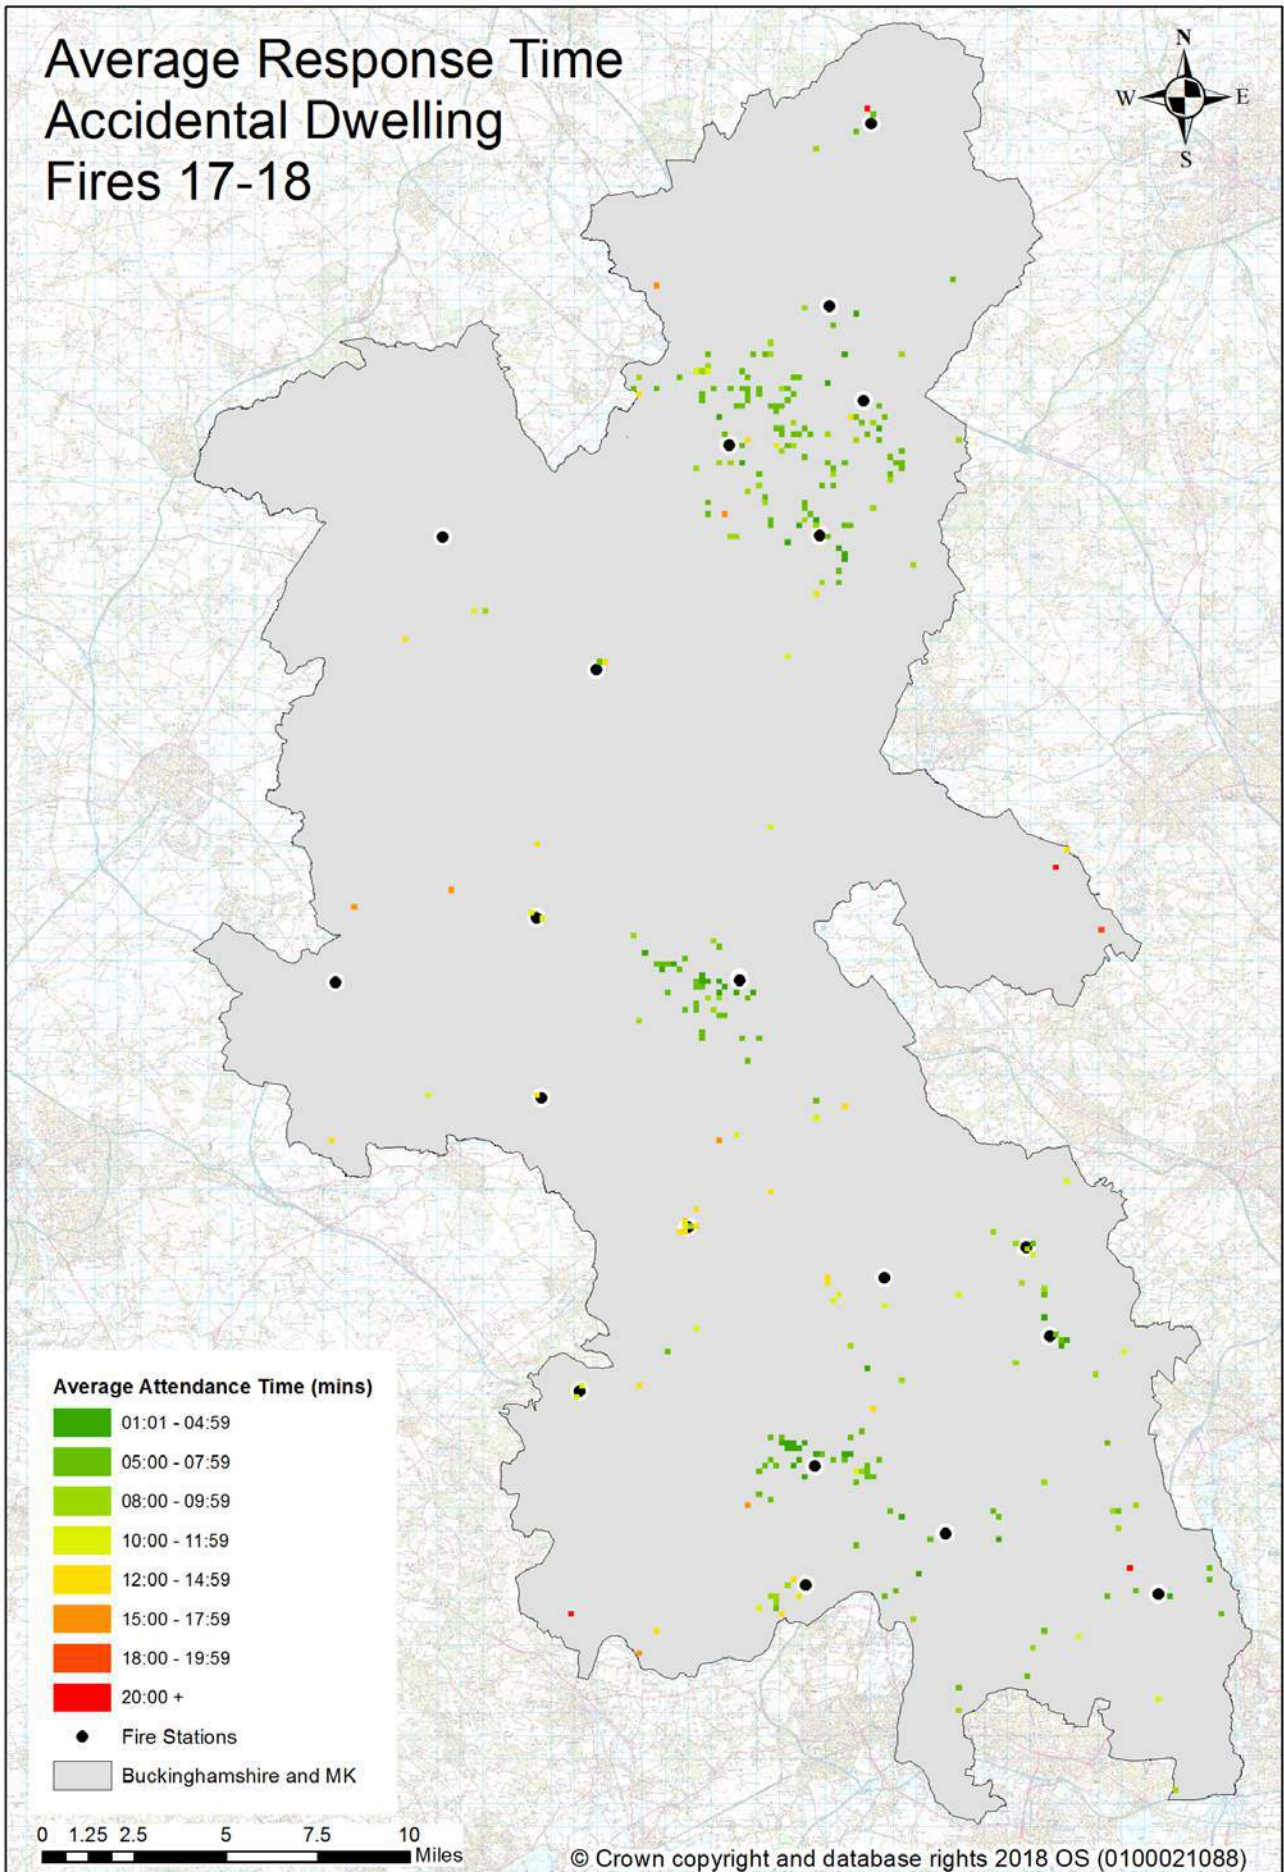 Average Response Time
Accidental Dwelling
Fires 17-18
N
W
E
S
Average Attendance Time (mins)
01:01 - 04:59
05:00 - 07:59
08:00 - 09:59
10:00 - 11:59
12:00 - 14:59
15:00 - 17:59
18:00 - 19:59
20:00 +
Fire Stations
Buckinghamshire and MK
0 1.25 2.5 5 7.5 10
Miles
© Crown copyright and database rights 2018 OS (0100021088)